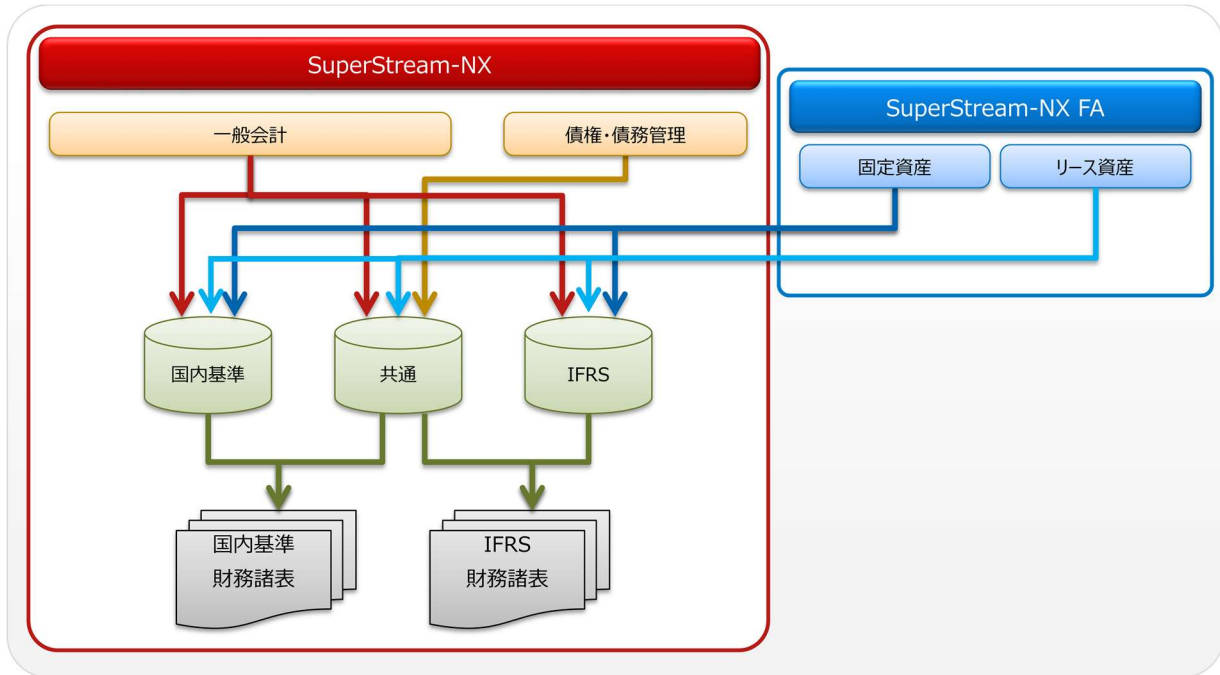 SuperStream-NX
SuperStream-NX FA
一般会計
債権・債務管理
固定資産
リース資産
国内基準
共通
IFRS
国内基準
財務諸表
IFRS
財務諸表